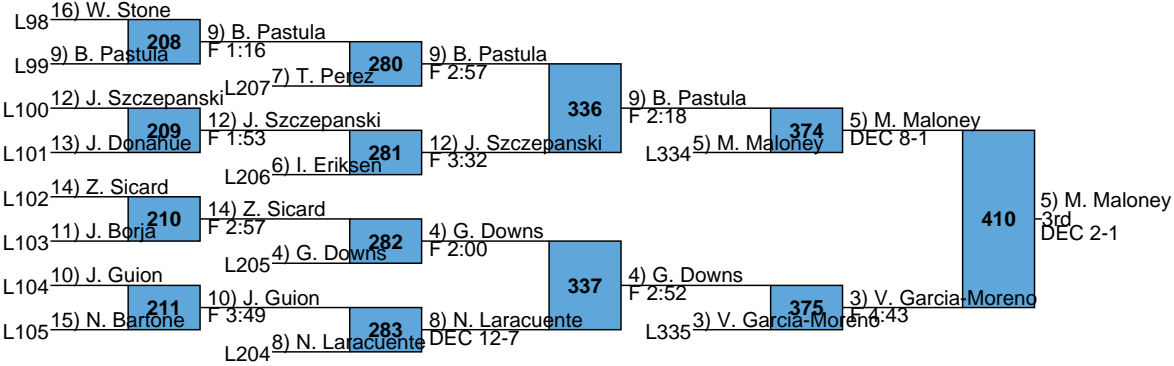 L98 16) W. Stone
L99 9) B. Pastula
208
9) B. Pastula
F 1:16
L207 7) T. Perez
280
9) B. Pastula
F 2:57
L100 12) J. Szczepanski
L101 13) J. Donahue
209
12) J. Szczepanski
F 1:53
L206 6) I. Eriksen
281
12) J. Szczepanski
F 3:32
336
9) B. Pastula
F 2:18
L334 5) M. Maloney
374
5) M. Maloney
DEC 8-1
L102 14) Z. Sicard
L103 11) J. Borja
210
14) Z. Sicard
F 2:57
L205 4) G. Downs
282
4) G. Downs
F 2:00
L104 10) J. Guion
L105 15) N. Bartone
211
10) J. Guion
F 3:49
L204 8) N. Laracuente
283
8) N. Laracuente
DEC 12-7
337
4) G. Downs
F 2:52
L335 3) V. Garcia-Moreno
375
3) V. Garcia-Moreno
F 4:43
410
5) M. Maloney
3rd
DEC 2-1